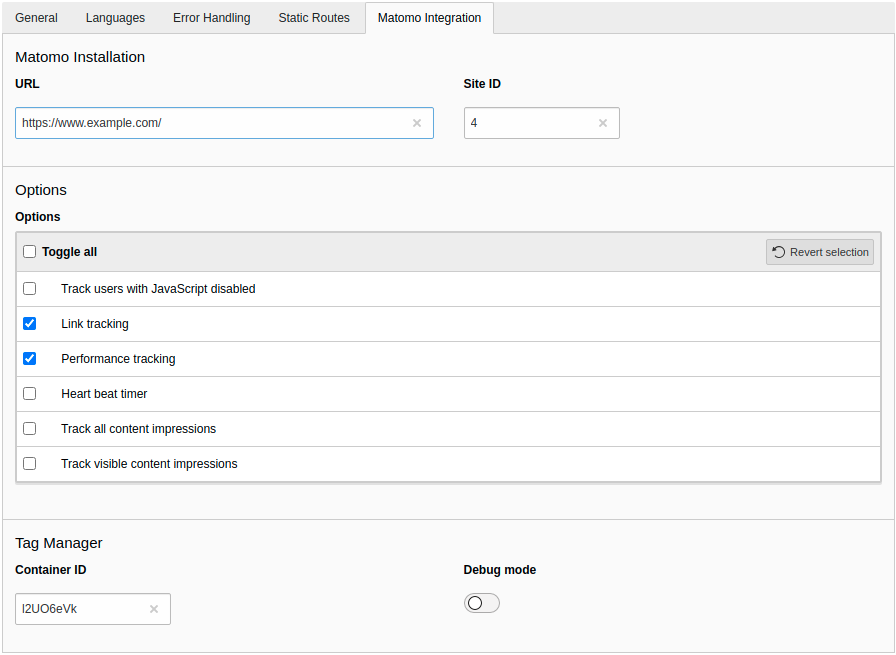 General Languages Error Handling Static Routes Matomo Integration
Matomo Installation
URL Site ID
https://www.example.com/ 4
Options
Options
Toggle all Revert selection
Track users with JavaScript disabled
Link tracking
Performance tracking
Heart beat timer
Track all content impressions
Track visible content impressions
Tag Manager
Container ID Debug mode
l2UO6eVk